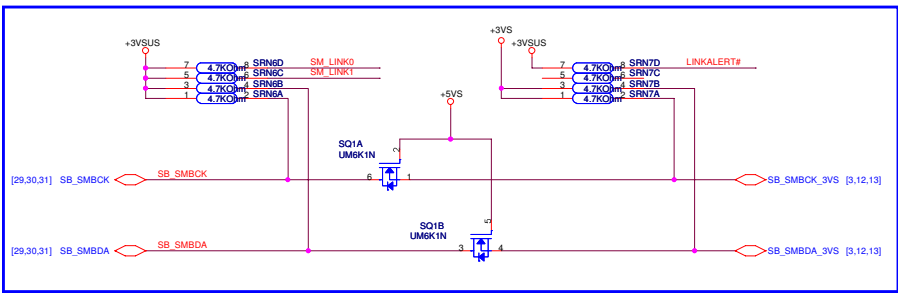 +3VS
+3VSUS
+3VSUS
7 4.7KOhm 8 SRN6D SM_LINK0
5 4.7KOhm 6 SRN6C SM_LINK1
3 4.7KOhm 4 SRN6B
1 4.7KOhm 2 SRN6A
7 4.7KOhm 8 SRN7D LINKALERT#
5 4.7KOhm 6 SRN7C
3 4.7KOhm 4 SRN7B
1 4.7KOhm 2 SRN7A
+5VS
SQ1A
UM6K1N
2
[29,30,31] SB_SMBCK SB_SMBCK 6 1 SB_SMBCK_3VS [3,12,13]
SQ1B
UM6K1N
5
[29,30,31] SB_SMBDA SB_SMBDA 3 4 SB_SMBDA_3VS [3,12,13]